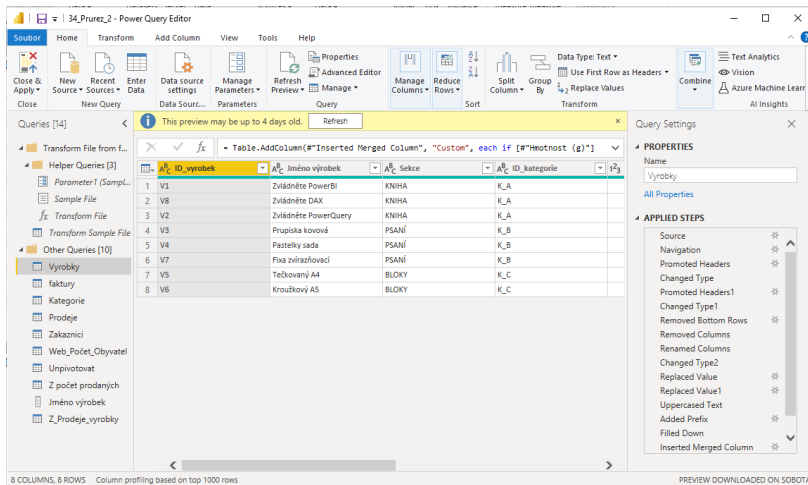 34_Prurez_2 - Power Query Editor
Soubor Home Transform Add Column View Tools Help
Close & Apply
New Source
Recent Sources
Enter Data
Data source settings
Manage Parameters
Refresh Preview
Properties
Advanced Editor
Manage
Manage Columns
Reduce Rows
Split Column
Group By
Data Type: Text
Use First Row as Headers
Replace Values
Combine
Text Analytics
Vision
Azure Machine Lear
Close New Query Data Sourc... Parameters Query Sort Transform AI Insights
Queries [14]
Transform File from f...
Helper Queries [3]
Parameter1 (Sampl...
Sample File
fx Transform File
Transform Sample File
Other Queries [10]
Vyrobky
faktury
Kategorie
Prodeje
Zakaznici
Web_Počet_Obyvatel
Unpivotovat
Z počet prodaných
Jméno výrobek
Z_Prodeje_vyrobky
This preview may be up to 4 days old. Refresh
fx = Table.AddColumn(#"Inserted Merged Column", "Custom", each if [#"Hmotnost (g)"]
ABC ID_vyrobek ABC Jméno výrobek ABC Sekce ABC ID_kategorie 123
1 V1 Zvládněte PowerBI KNIHA K_A
2 V8 Zvládněte DAX KNIHA K_A
3 V2 Zvládněte PowerQuery KNIHA K_A
4 V3 Prupiska kovová PSANÍ K_B
5 V4 Pastelky sada PSANÍ K_B
6 V7 Fixa zvírazňovací PSANÍ K_B
7 V5 Tečkovaný A4 BLOKY K_C
8 V6 Kroužkový A5 BLOKY K_C
Query Settings
PROPERTIES
Name
Vyrobky
All Properties
APPLIED STEPS
Source
Navigation
Promoted Headers
Changed Type
Promoted Headers1
Changed Type1
Removed Bottom Rows
Removed Columns
Renamed Columns
Changed Type2
Replaced Value
Replaced Value1
Uppercased Text
Added Prefix
Filled Down
Inserted Merged Column
8 COLUMNS, 8 ROWS Column profiling based on top 1000 rows
PREVIEW DOWNLOADED ON SOBOTA